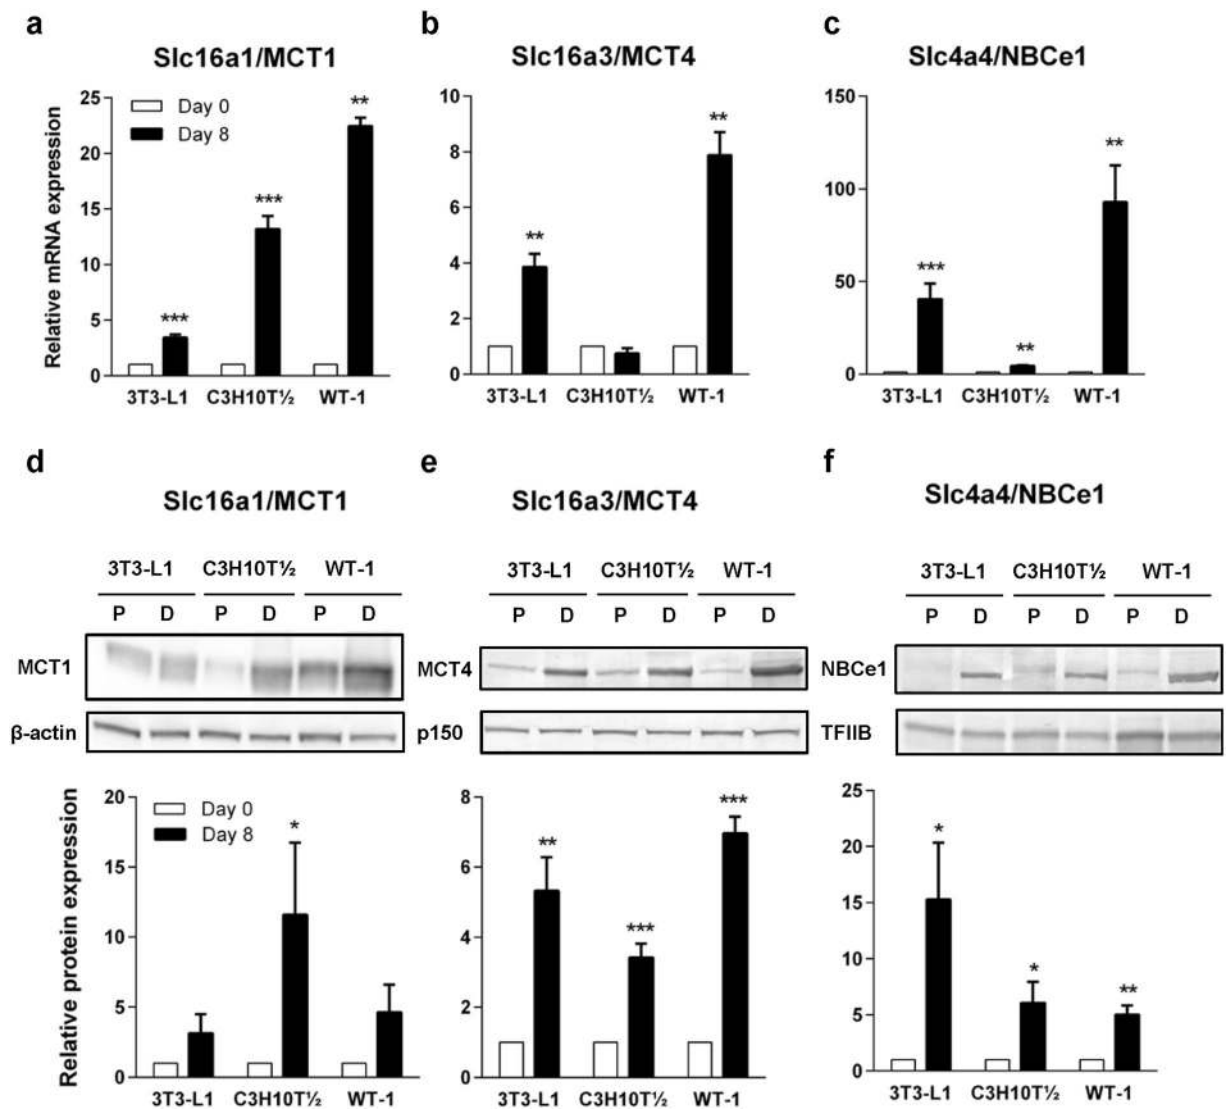 a
b
c
Slc16a1/MCT1
Slc16a3/MCT4
Slc4a4/NBCe1
Relative mRNA expression
25
20
15
10
5
0
Day 0
Day 8
***
***
**
3T3-L1 C3H10T½ WT-1
10
8
6
4
2
0
**
**
3T3-L1 C3H10T½ WT-1
150
100
50
0
***
**
**
3T3-L1 C3H10T½ WT-1
d
e
f
Slc16a1/MCT1
Slc16a3/MCT4
Slc4a4/NBCe1
3T3-L1 C3H10T½ WT-1
P D P D P D
MCT1
β-actin
3T3-L1 C3H10T½ WT-1
P D P D P D
MCT4
p150
3T3-L1 C3H10T½ WT-1
P D P D P D
NBCe1
TFIIB
Relative protein expression
20
15
10
5
0
Day 0
Day 8
*
3T3-L1 C3H10T½ WT-1
8
6
4
2
0
**
***
***
3T3-L1 C3H10T½ WT-1
25
20
15
10
5
0
*
*
**
3T3-L1 C3H10T½ WT-1